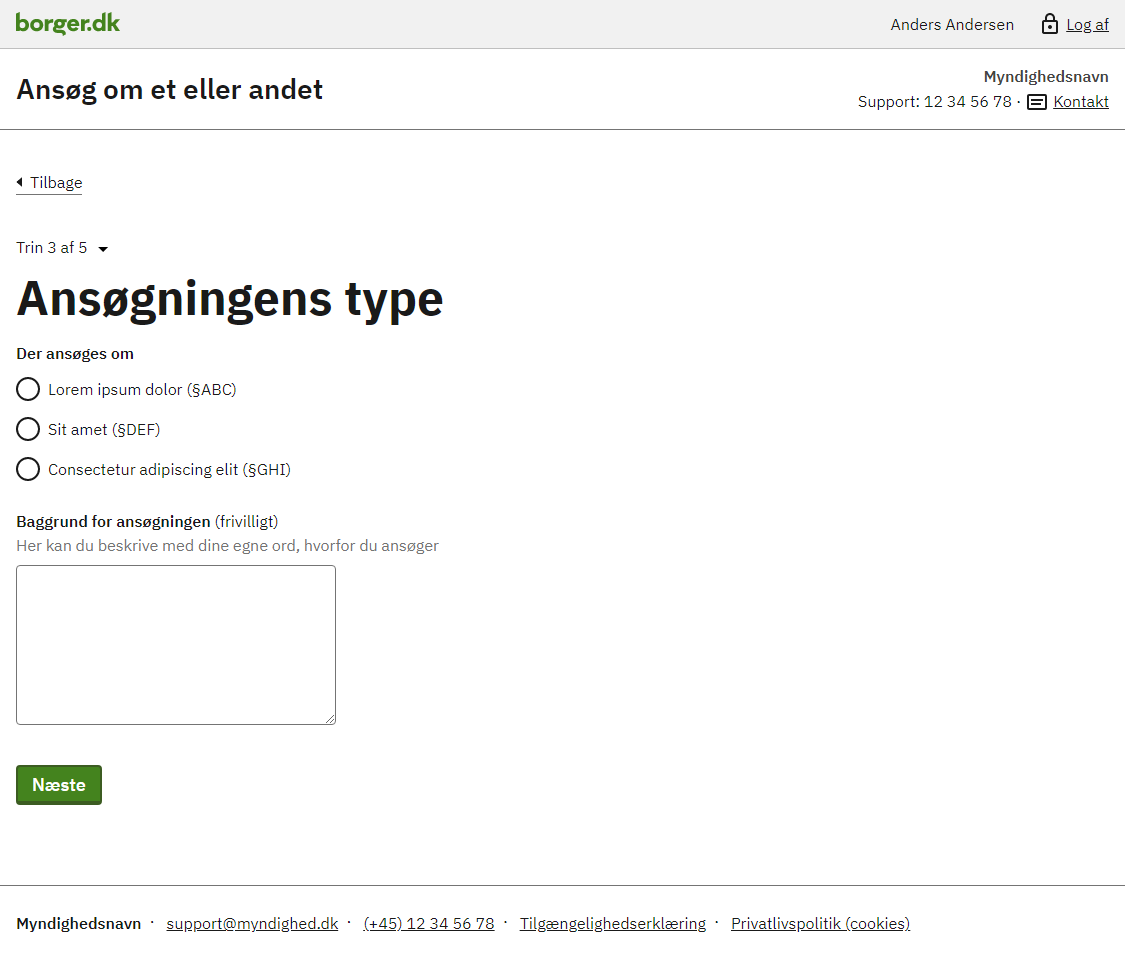 borger.dk
Anders Andersen Log af
Ansøg om et eller andet
Myndighedsnavn
Support: 12 34 56 78 · Kontakt
Tilbage
Trin 3 af 5
Ansøgningens type
Der ansøges om
Lorem ipsum dolor (§ABC)
Sit amet (§DEF)
Consectetur adipiscing elit (§GHI)
Baggrund for ansøgningen (frivilligt)
Her kan du beskrive med dine egne ord, hvorfor du ansøger
Næste
Myndighedsnavn · support@myndighed.dk · (+45) 12 34 56 78 · Tilgængelighedserklæring · Privatlivspolitik (cookies)